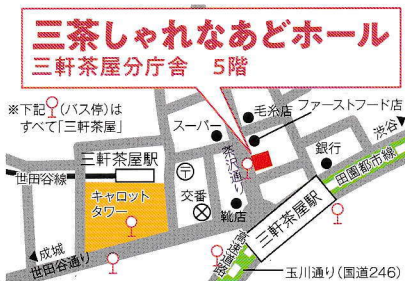 三茶しゃれなあどホール
三軒茶屋分庁舎 5階
※下記 (バス停)は
すべて「三軒茶屋」
毛糸店
ファーストフード店
スーパー
茶沢通り
渋谷
三軒茶屋駅
銀行
世田谷線
田園都市線
キャロット
タワー
交番
靴店
三軒茶屋駅
成城
世田谷通り
高速道路
玉川通り(国道246)